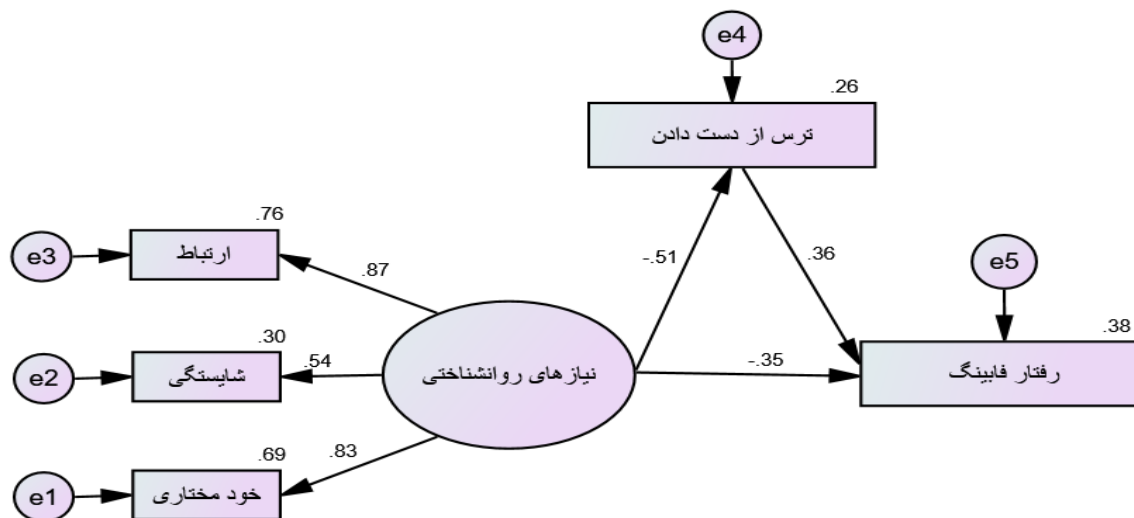 e4
.26
ترس از دست دادن
.76
e3
ارتباط
.87
-.51
.36
e5
.30
.38
e2
شایستگی
.54
نیازهای روانشناختی
-.35
رفتار فابینگ
.69
.83
e1
خود مختاری